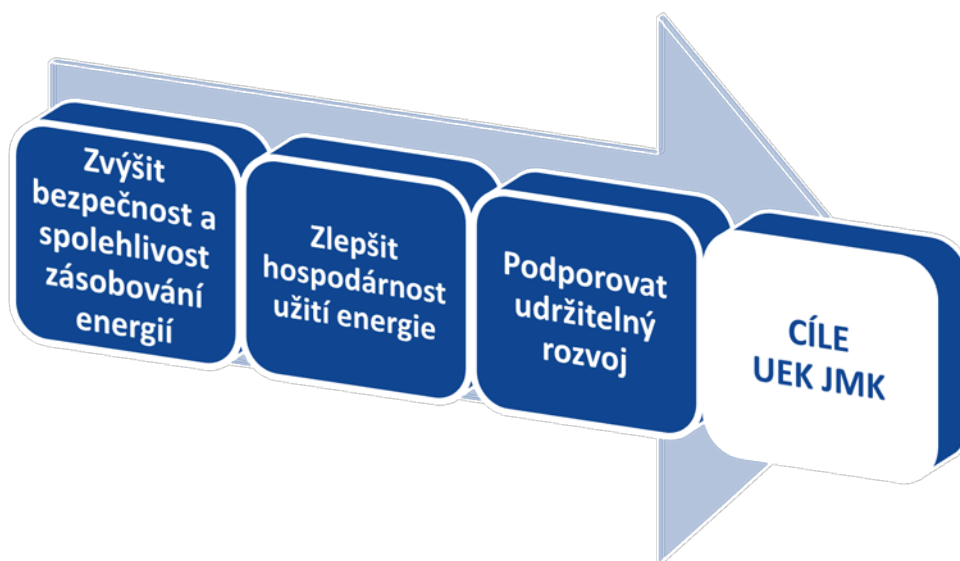 Zvýšit
bezpečnost a
spolehlivost
zásobování
energií
Zlepšit
hospodárnost
užití energie
Podporovat
udržitelný
rozvoj
CÍLE
UEK JMK